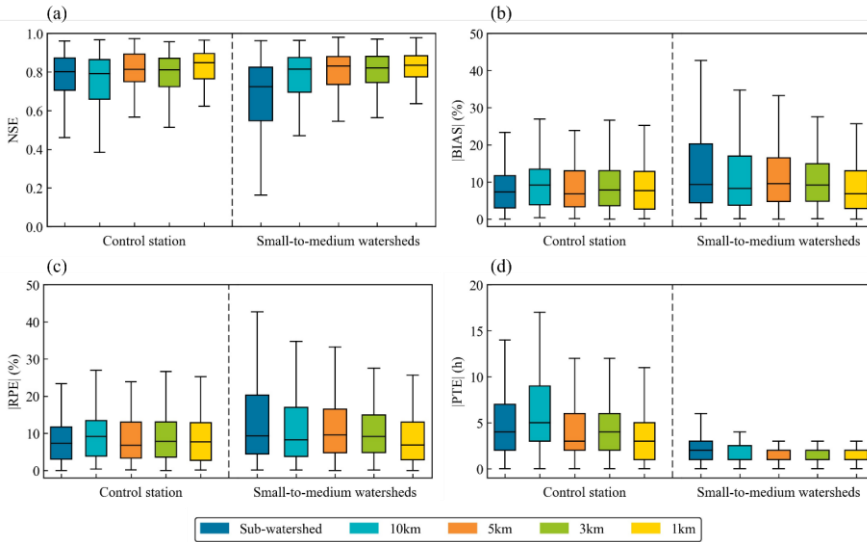 (a)
NSE
1.0
0.8
0.6
0.4
0.2
0.0
Control station Small-to-medium watersheds
(b)
|BIAS| (%)
50
40
30
20
10
0
Control station Small-to-medium watersheds
(c)
|RPE| (%)
50
40
30
20
10
0
Control station Small-to-medium watersheds
(d)
|PTE| (h)
20
15
10
5
0
Control station Small-to-medium watersheds
Sub-watershed 10km 5km 3km 1km